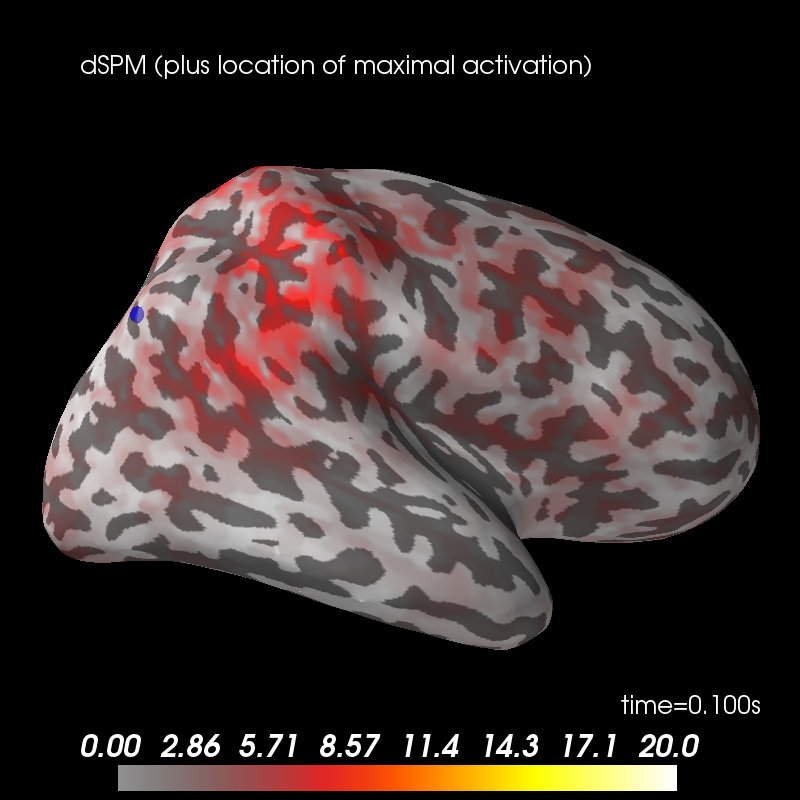 dSPM (plus location of maximal activation)
time=0.100s
0.00 2.86 5.71 8.57 11.4 14.3 17.1 20.0